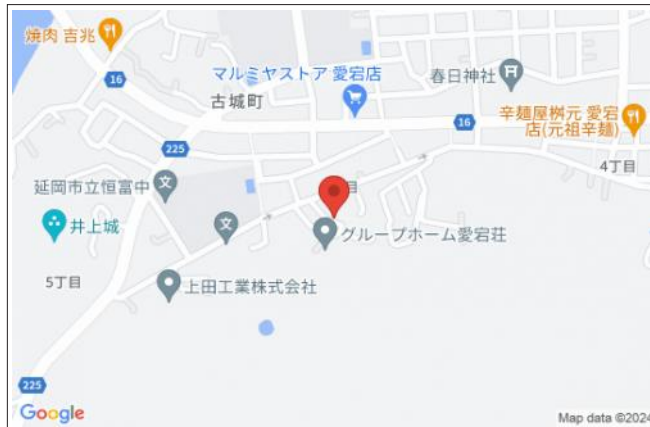 焼肉 吉兆
16
マルミヤストア 愛宕店
古城町
春日神社
16
辛麺屋桝元 愛宕
店(元祖辛麺)
225
4丁目
延岡市立恒富中
目
井上城
グループホーム愛宕荘
5丁目
上田工業株式会社
225
Google
Map data ©2024